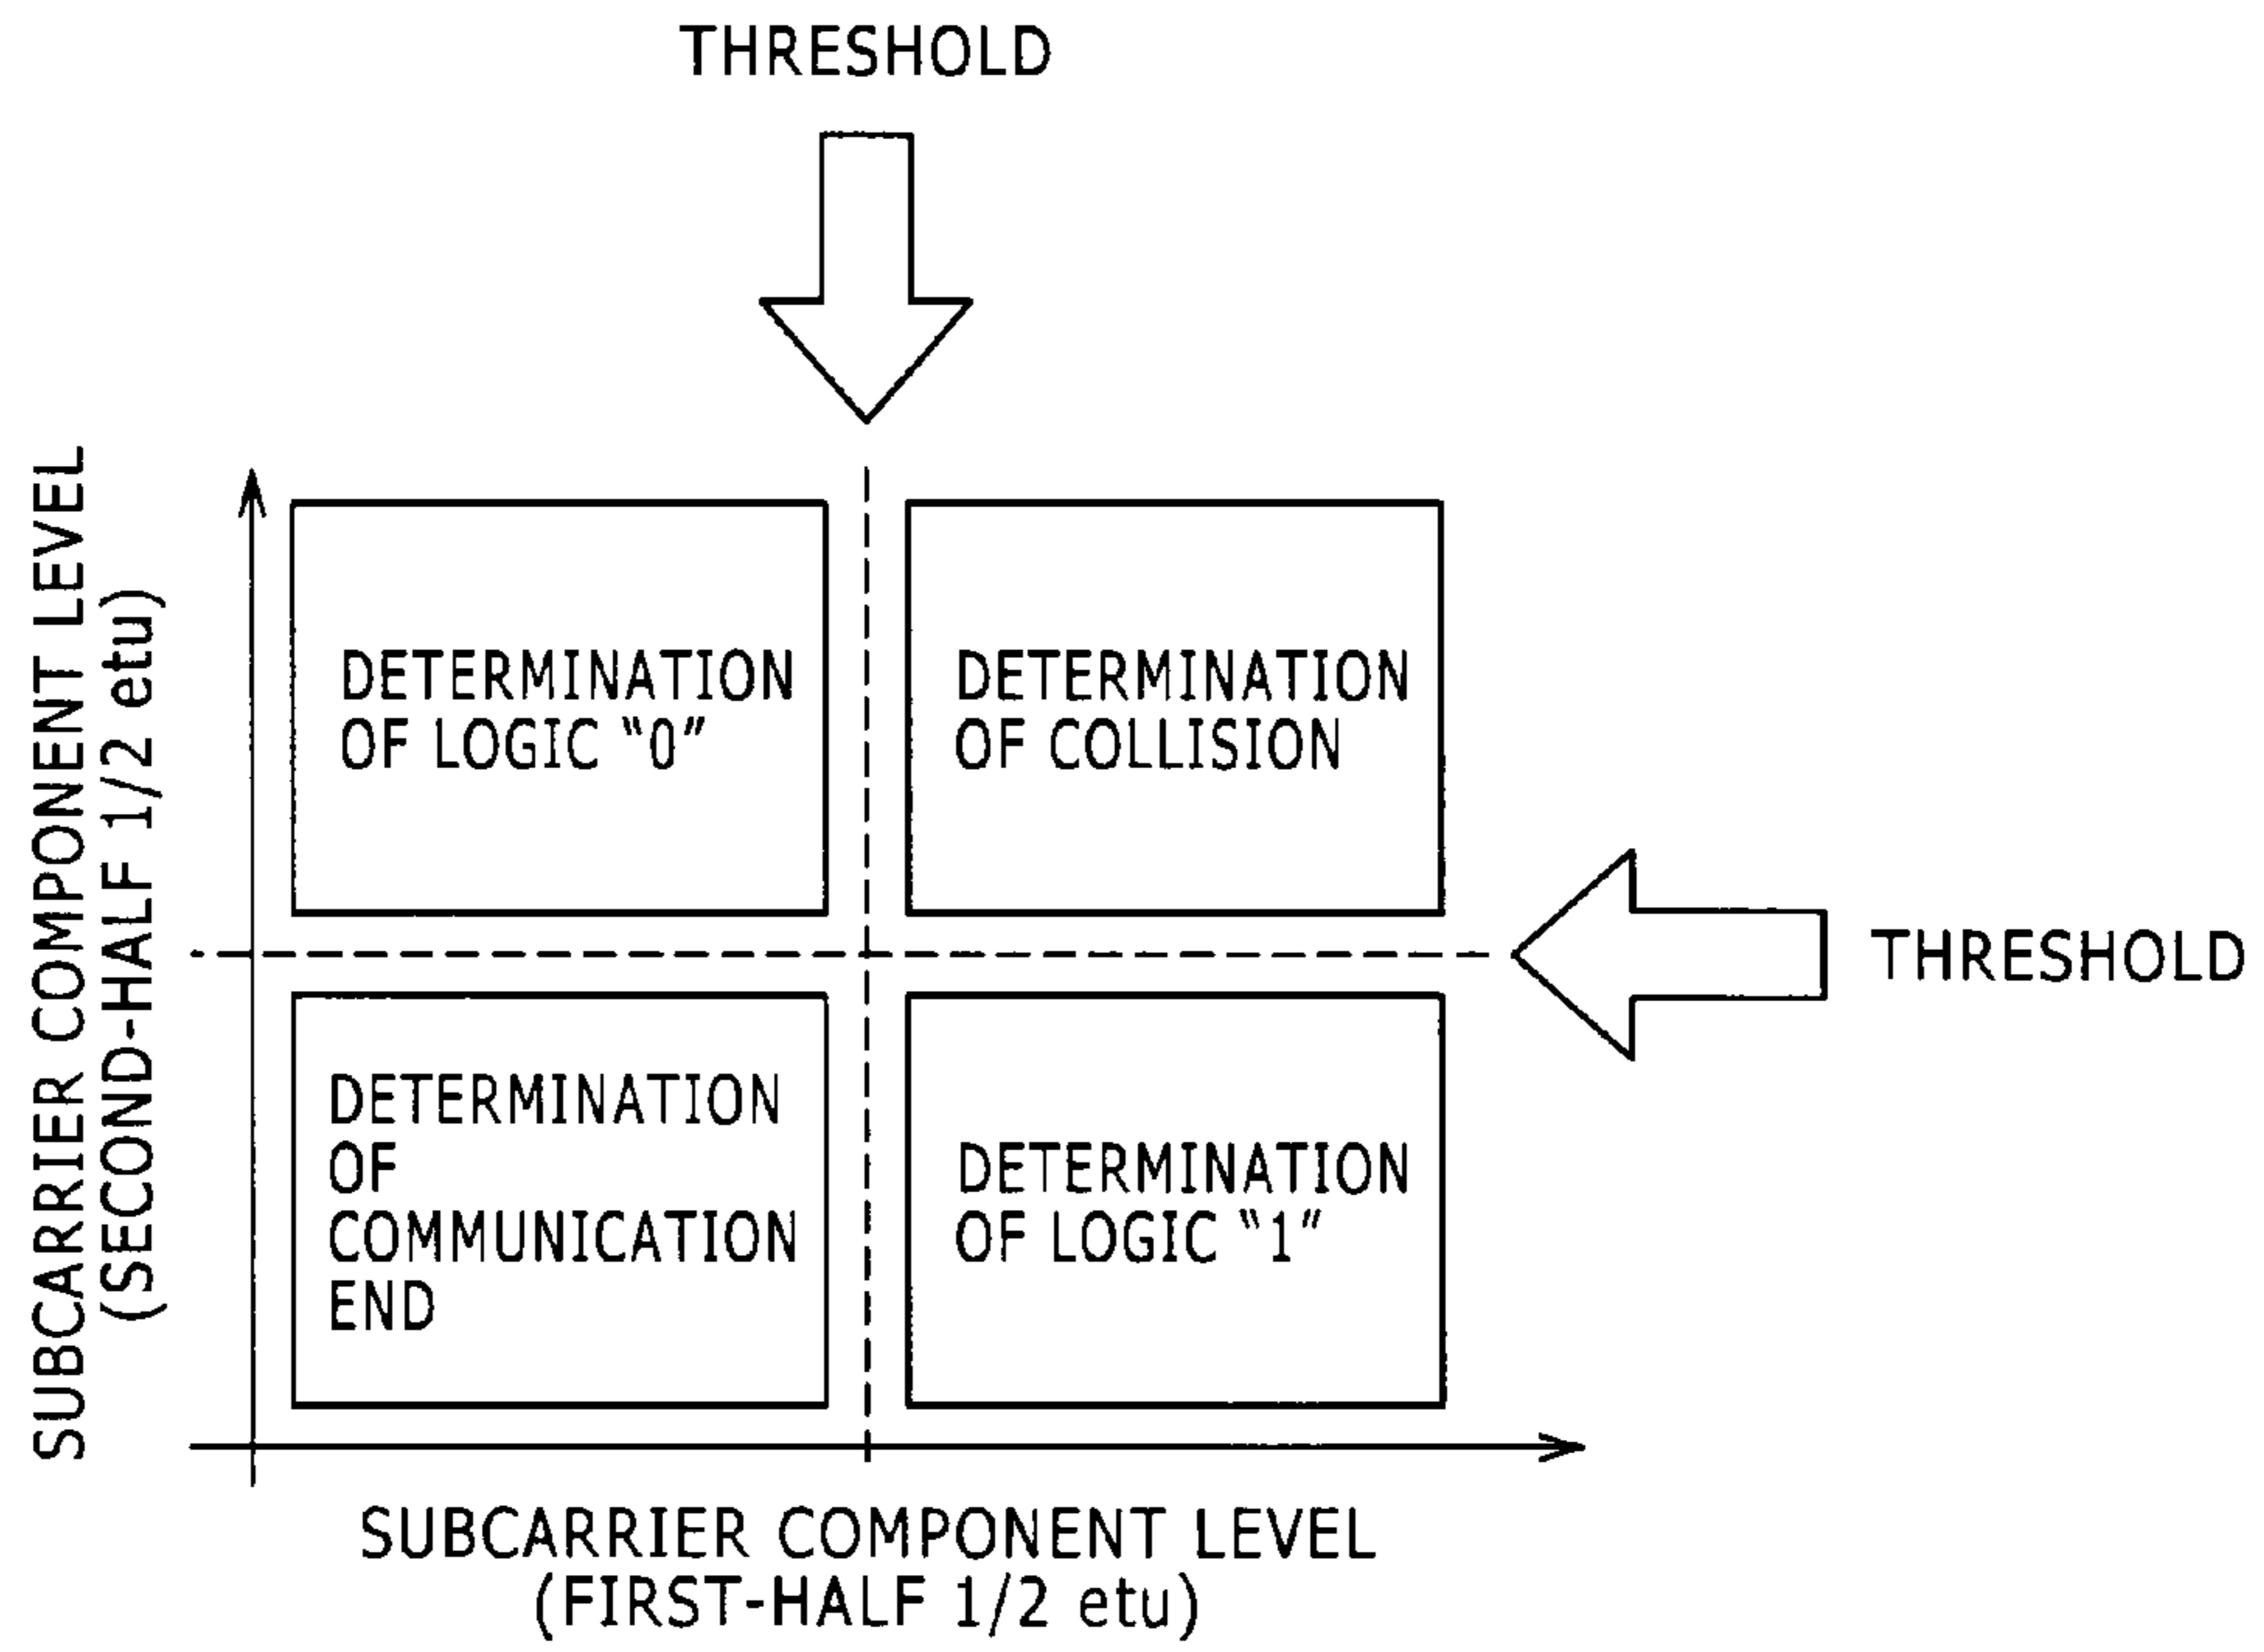 THRESHOLD
SUBCARRIER COMPONENT LEVEL
(SECOND-HALF 1/2 etu)
DETERMINATION
OF LOGIC “0”
DETERMINATION
OF COLLISION
THRESHOLD
DETERMINATION
OF
COMMUNICATION
END
DETERMINATION
OF LOGIC “1”
SUBCARRIER COMPONENT LEVEL
(FIRST-HALF 1/2 etu)